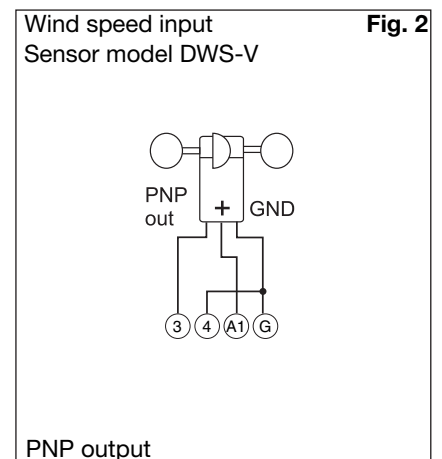 Wind speed input Fig. 2
Sensor model DWS-V
PNP
out
+ GND
3 4 A1 G
PNP output